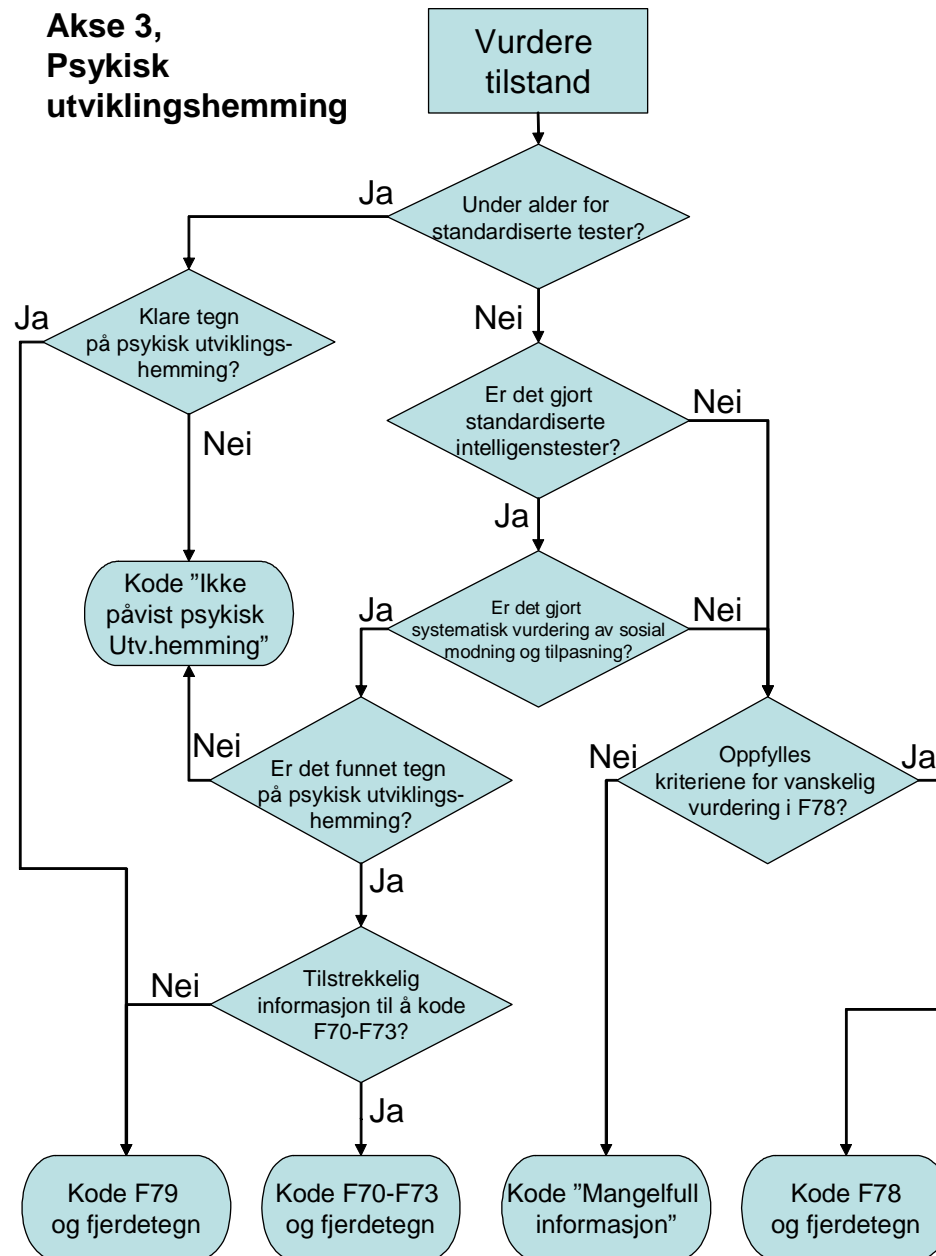 Akse 3,
Psykisk
utviklingshemming
Vurdere
tilstand
Ja
Under alder for
standardiserte tester?
Ja
Klare tegn
på psykisk utviklings-
hemming?
Nei
Er det gjort
standardiserte
intelligenstester?
Nei
Nei
Ja
Kode ”Ikke
påvist psykisk
Utv.hemming”
Ja
Er det gjort
systematisk vurdering av sosial
modning og tilpasning?
Nei
Nei
Er det funnet tegn
på psykisk utviklings-
hemming?
Nei
Oppfylles
kriteriene for vanskelig
vurdering i F78?
Ja
Ja
Nei
Tilstrekkelig
informasjon til å kode
F70-F73?
Ja
Kode F79
og fjerdetegn
Kode F70-F73
og fjerdetegn
Kode ”Mangelfull
informasjon”
Kode F78
og fjerdetegn